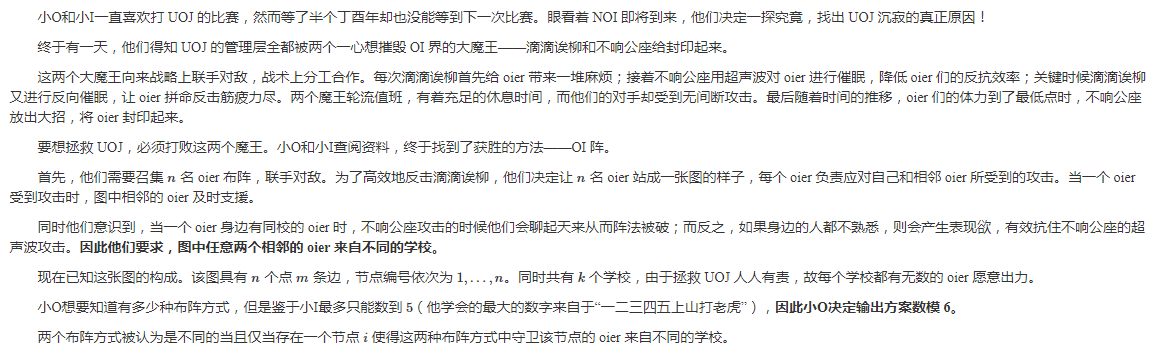 小O和小I一直喜欢打 UOJ 的比赛，然而等了半个丁酉年却也没能等到下一次比赛。眼看着 NOI 即将到来，他们决定一探究竟，找出 UOJ 沉寂的真正原因！
终于有一天，他们得知 UOJ 的管理层全都被两个一心想摧毁 OI 界的大魔王——滴滴诶柳和不响公座给封印起来。
这两个大魔王向来战略上联手对敌，战术上分工合作。每次滴滴诶柳首先给 oier 带来一堆麻烦；接着不响公座用超声波对 oier 进行催眠，降低 oier 们的反抗效率；关键时候滴滴诶柳
又进行反向催眠，让 oier 拼命反击筋疲力尽。两个魔王轮流值班，有着充足的休息时间，而他们的对手却受到无间断攻击。最后随着时间的推移，oier 们的体力到了最低点时，不响公座
放出大招，将 oier 封印起来。
要想拯救 UOJ，必须打败这两个魔王。小O和小I查阅资料，终于找到了获胜的方法——OI 阵。
首先，他们需要召集 n 名 oier 布阵，联手对敌。为了高效地反击滴滴诶柳，他们决定让 n 名 oier 站成一张图的样子，每个 oier 负责应对自己和相邻 oier 所受到的攻击。当一个 oier
受到攻击时，图中相邻的 oier 及时支援。
同时他们意识到，当一个 oier 身边有同校的 oier 时，不响公座攻击的时候他们会聊起天来从而阵法被破；而反之，如果身边的人都不熟悉，则会产生表现欲，有效抗住不响公座的超
声波攻击。因此他们要求，图中任意两个相邻的 oier 来自不同的学校。
现在已知这张图的构成。该图具有 n 个点 m 条边，节点编号依次为 1,…,n。同时共有 k 个学校，由于拯救 UOJ 人人有责，故每个学校都有无数的 oier 愿意出力。
小O想要知道有多少种布阵方式，但是鉴于小I最多只能数到 5（他学会的最大的数字来自于“一二三四五上山打老虎”），因此小O决定输出方案数模 6。
两个布阵方式被认为是不同的当且仅当存在一个节点 i 使得这两种布阵方式中守卫该节点的 oier 来自不同的学校。